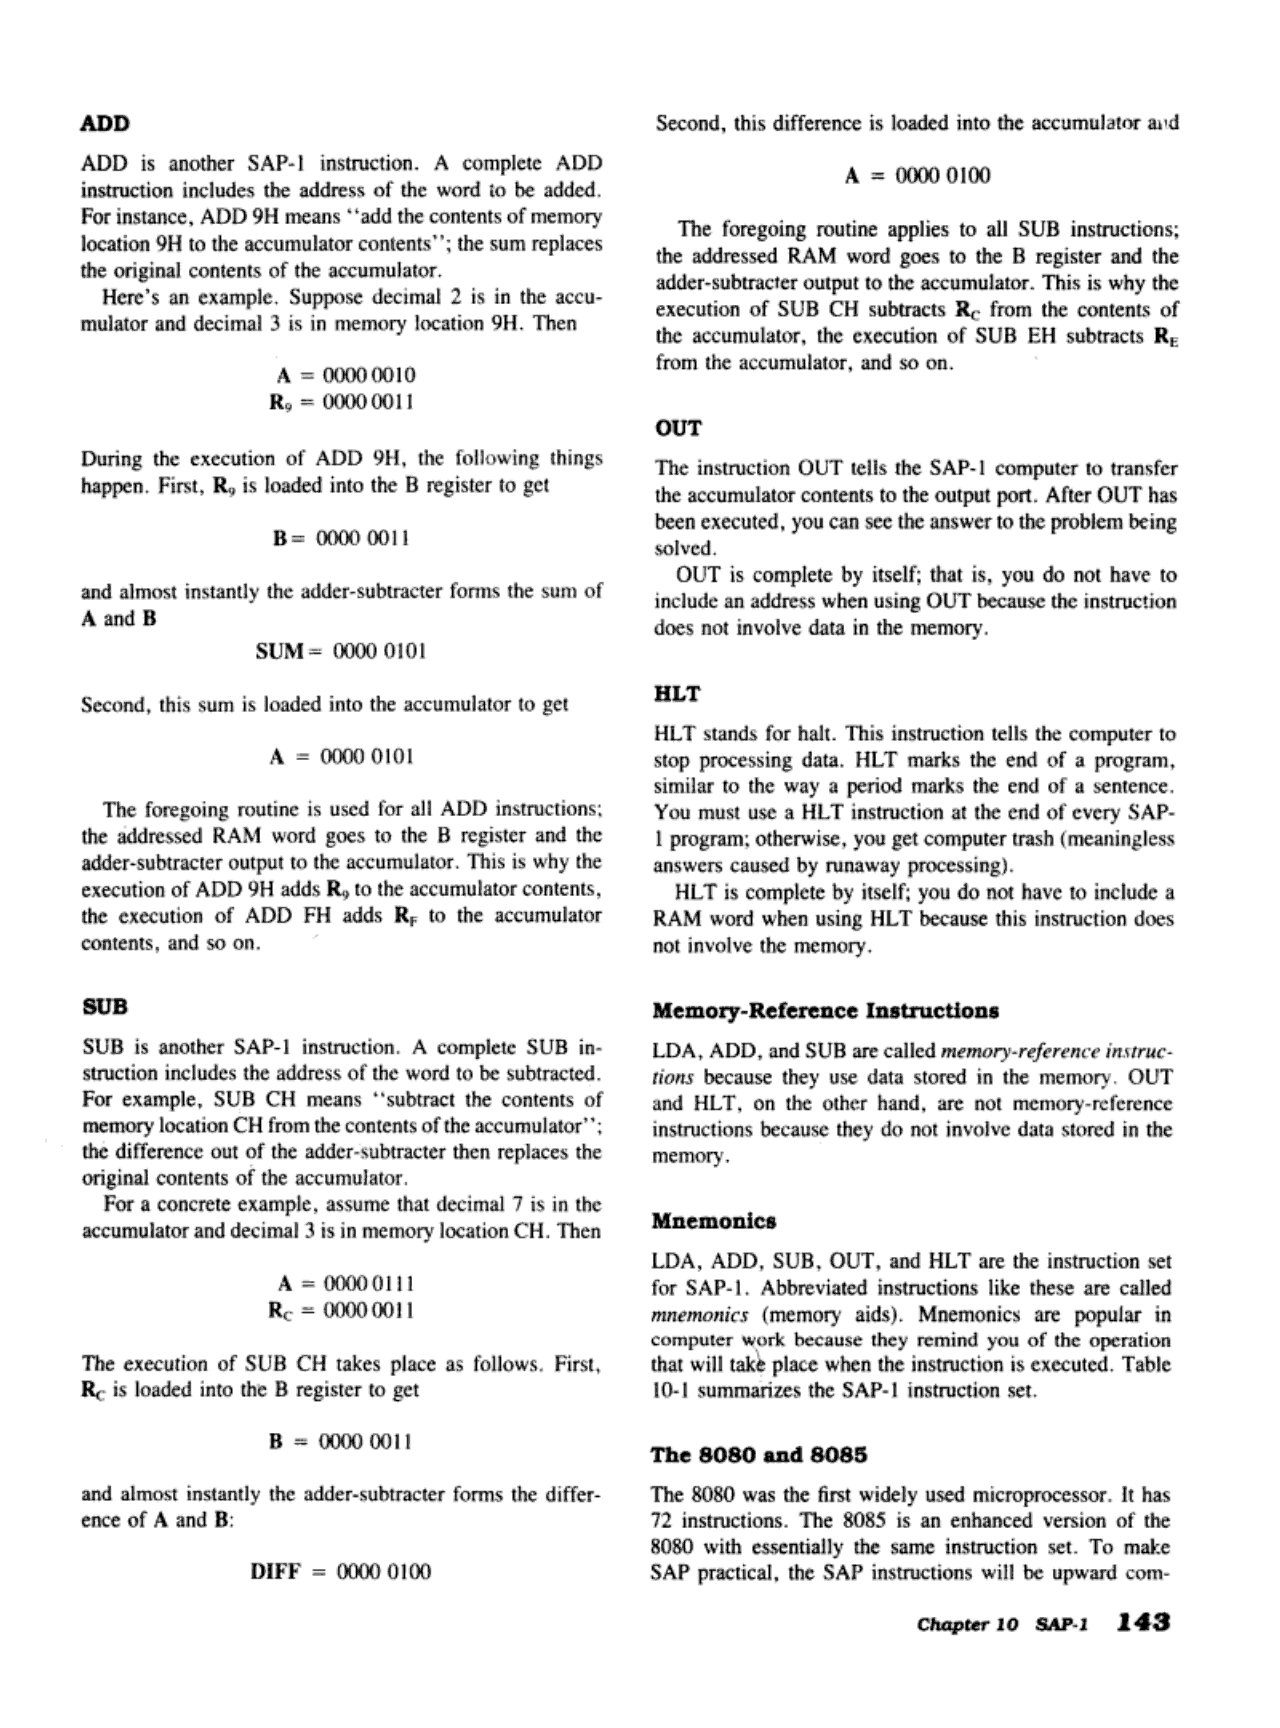 ADD
ADD is another SAP-1 instruction. A complete ADD
instruction includes the address of the word to be added.
For instance, ADD 9H means ‘‘add the contents of memory
location 9H to the accumulator contents’’; the sum replaces
the original contents of the accumulator.
Here's an example. Suppose decimal 2 is in the accu-
mulator and decimal 3 is in memory location 9H. Then
A = 0000 0010
R₉ = 0000 0011
During the execution of ADD 9H, the following things
happen. First, R₉ is loaded into the B register to get
B = 0000 0011
and almost instantly the adder-subtracter forms the sum of
A and B
SUM = 0000 0101
Second, this sum is loaded into the accumulator to get
A = 0000 0101
The foregoing routine is used for all ADD instructions;
the addressed RAM word goes to the B register and the
adder-subtracter output to the accumulator. This is why the
execution of ADD 9H adds R₉ to the accumulator contents,
the execution of ADD FH adds R_F to the accumulator
contents, and so on.
SUB
SUB is another SAP-1 instruction. A complete SUB in-
struction includes the address of the word to be subtracted.
For example, SUB CH means ‘‘subtract the contents of
memory location CH from the contents of the accumulator’’;
the difference out of the adder-subtracter then replaces the
original contents of the accumulator.
For a concrete example, assume that decimal 7 is in the
accumulator and decimal 3 is in memory location CH. Then
A = 0000 0111
R_C = 0000 0011
The execution of SUB CH takes place as follows. First,
R_C is loaded into the B register to get
B = 0000 0011
and almost instantly the adder-subtracter forms the differ-
ence of A and B:
DIFF = 0000 0100
Second, this difference is loaded into the accumulator and
A = 0000 0100
The foregoing routine applies to all SUB instructions;
the addressed RAM word goes to the B register and the
adder-subtracter output to the accumulator. This is why the
execution of SUB CH subtracts R_C from the contents of
the accumulator, the execution of SUB EH subtracts R_E
from the accumulator, and so on.
OUT
The instruction OUT tells the SAP-1 computer to transfer
the accumulator contents to the output port. After OUT has
been executed, you can see the answer to the problem being
solved.
OUT is complete by itself; that is, you do not have to
include an address when using OUT because the instruction
does not involve data in the memory.
HLT
HLT stands for halt. This instruction tells the computer to
stop processing data. HLT marks the end of a program,
similar to the way a period marks the end of a sentence.
You must use a HLT instruction at the end of every SAP-
1 program; otherwise, you get computer trash (meaningless
answers caused by runaway processing).
HLT is complete by itself; you do not have to include a
RAM word when using HLT because this instruction does
not involve the memory.
Memory-Reference Instructions
LDA, ADD, and SUB are called memory-reference instruc-
tions because they use data stored in the memory. OUT
and HLT, on the other hand, are not memory-reference
instructions because they do not involve data stored in the
memory.
Mnemonics
LDA, ADD, SUB, OUT, and HLT are the instruction set
for SAP-1. Abbreviated instructions like these are called
mnemonics (memory aids). Mnemonics are popular in
computer work because they remind you of the operation
that will take place when the instruction is executed. Table
10-1 summarizes the SAP-1 instruction set.
The 8080 and 8085
The 8080 was the first widely used microprocessor. It has
72 instructions. The 8085 is an enhanced version of the
8080 with essentially the same instruction set. To make
SAP practical, the SAP instructions will be upward com-
Chapter 10 SAP-1 143